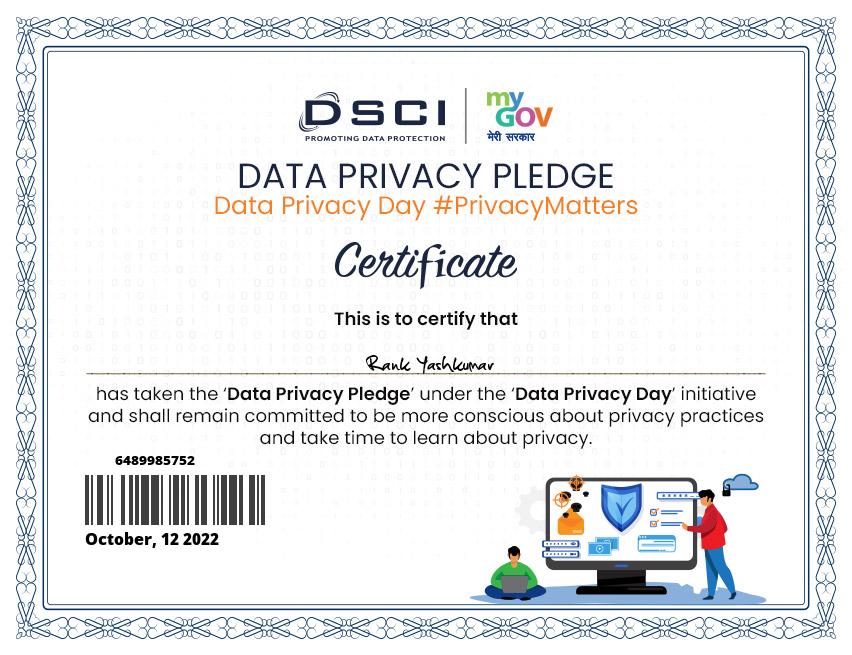 DSCI
PROMOTING DATA PROTECTION
my
GOV
मेरी सरकार
DATA PRIVACY PLEDGE
Data Privacy Day #PrivacyMatters
Certificate
This is to certify that
Rank Yashkumar
has taken the ‘Data Privacy Pledge’ under the ‘Data Privacy Day’ initiative
and shall remain committed to be more conscious about privacy practices
and take time to learn about privacy.
6489985752
October, 12 2022